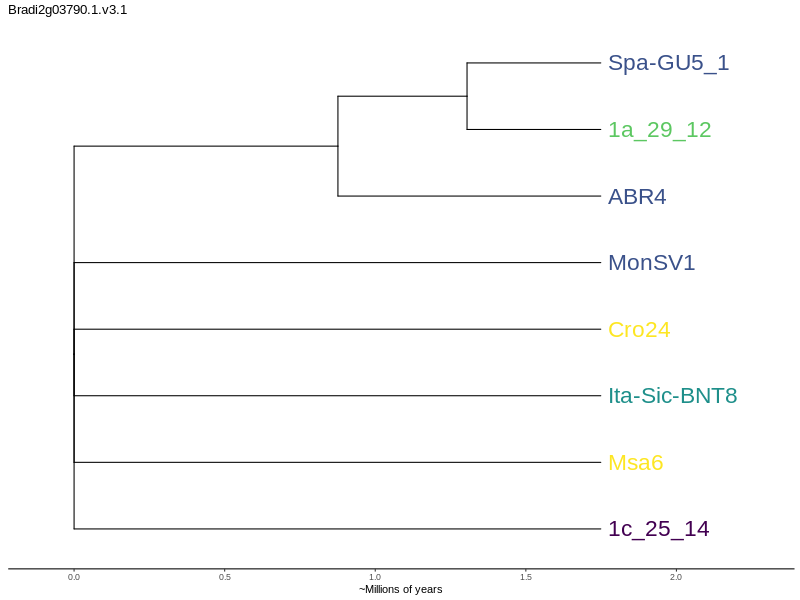 Bradi2g03790.1.v3.1
Spa-GU5_1
1a_29_12
ABR4
MonSV1
Cro24
Ita-Sic-BNT8
Msa6
1c_25_14
0.0 0.5 1.0 1.5 2.0
~Millions of years